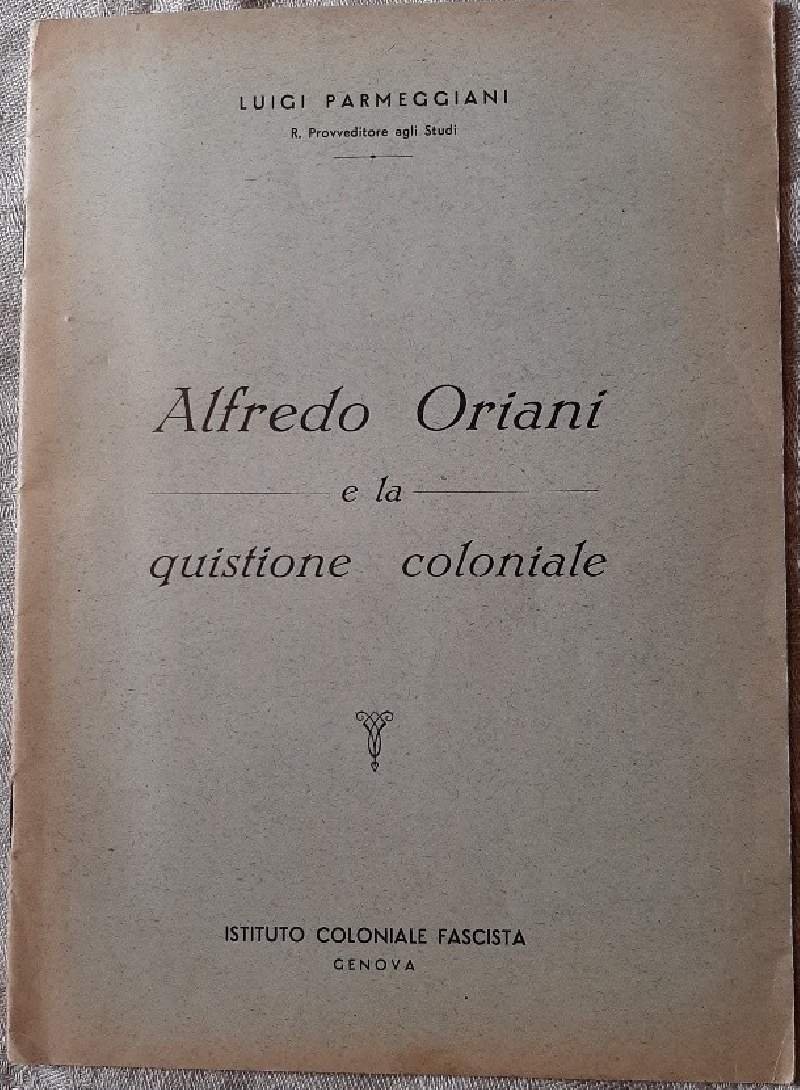 LUIGI PARMEGGIANI
R. Provveditore agli Studi
Alfredo Oriani
e la
quistione coloniale
ISTITUTO COLONIALE FASCISTA
GENOVA